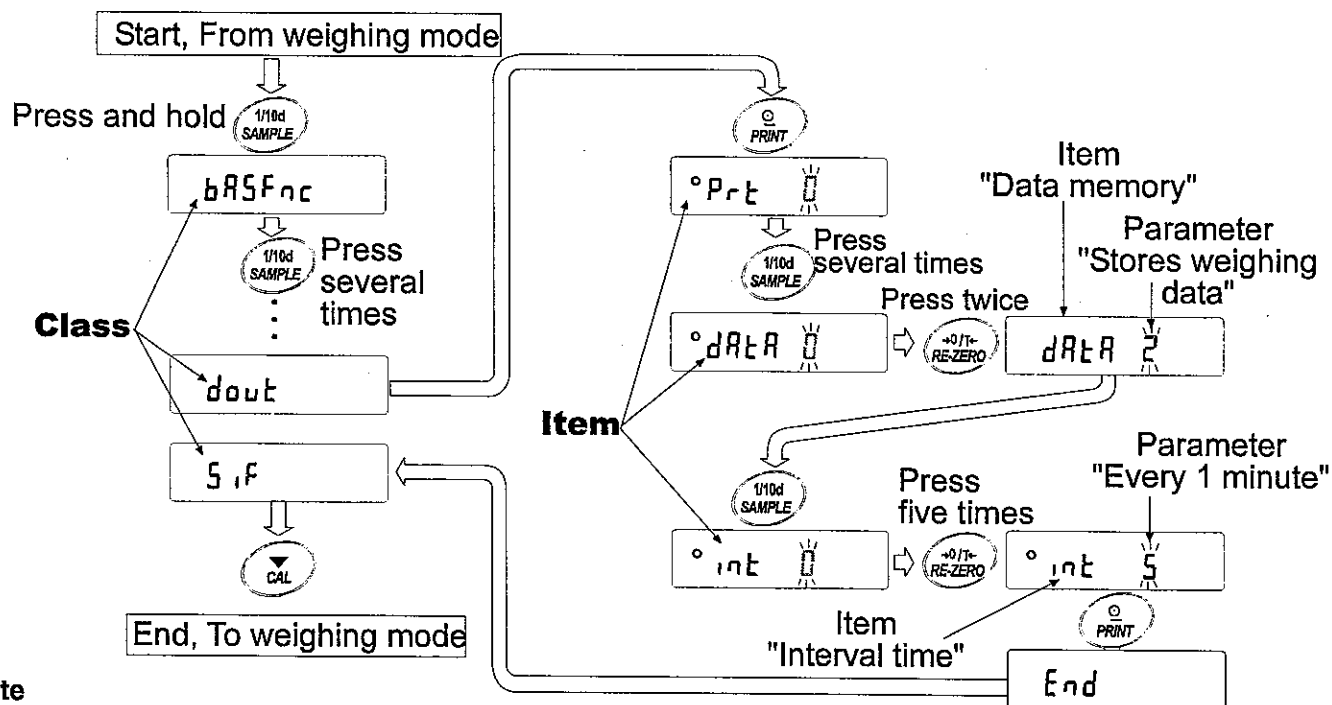 Start, From weighing mode
Press and hold
1/10d
SAMPLE
bASFnc
1/10d
SAMPLE
Press
several
times
Class
dout
S iF
CAL
End, To weighing mode
PRINT
Prt 0
1/10d
SAMPLE
Press
several times
Item
dAtA 0
Press twice
→0/T←
RE-ZERO
Item
"Data memory"
Parameter
"Stores weighing
data"
dAtA 2
1/10d
SAMPLE
int 0
Press
five times
→0/T←
RE-ZERO
Parameter
"Every 1 minute"
int 5
Item
"Interval time"
PRINT
End
te